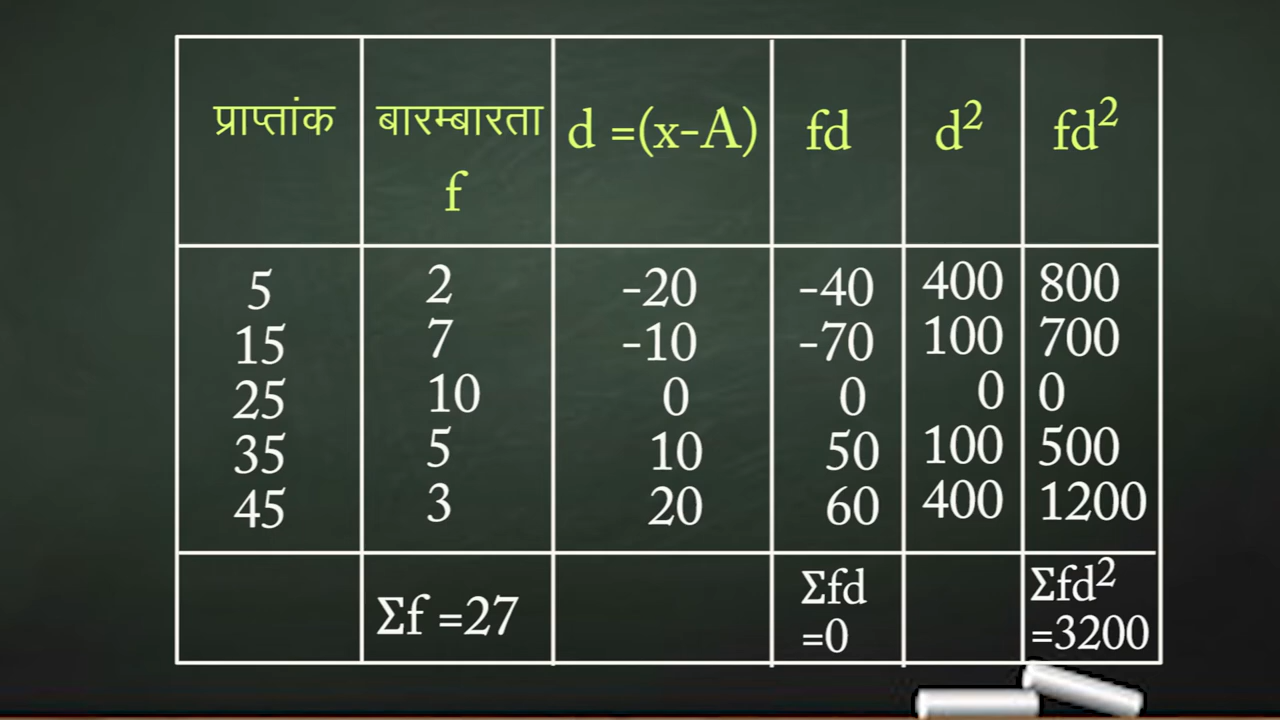 प्राप्तांक बारम्बारता f d =(x-A) fd d² fd²
5 2 -20 -40 400 800
15 7 -10 -70 100 700
25 10 0 0 0 0
35 5 10 50 100 500
45 3 20 60 400 1200
Σf =27 Σfd =0 Σfd² =3200